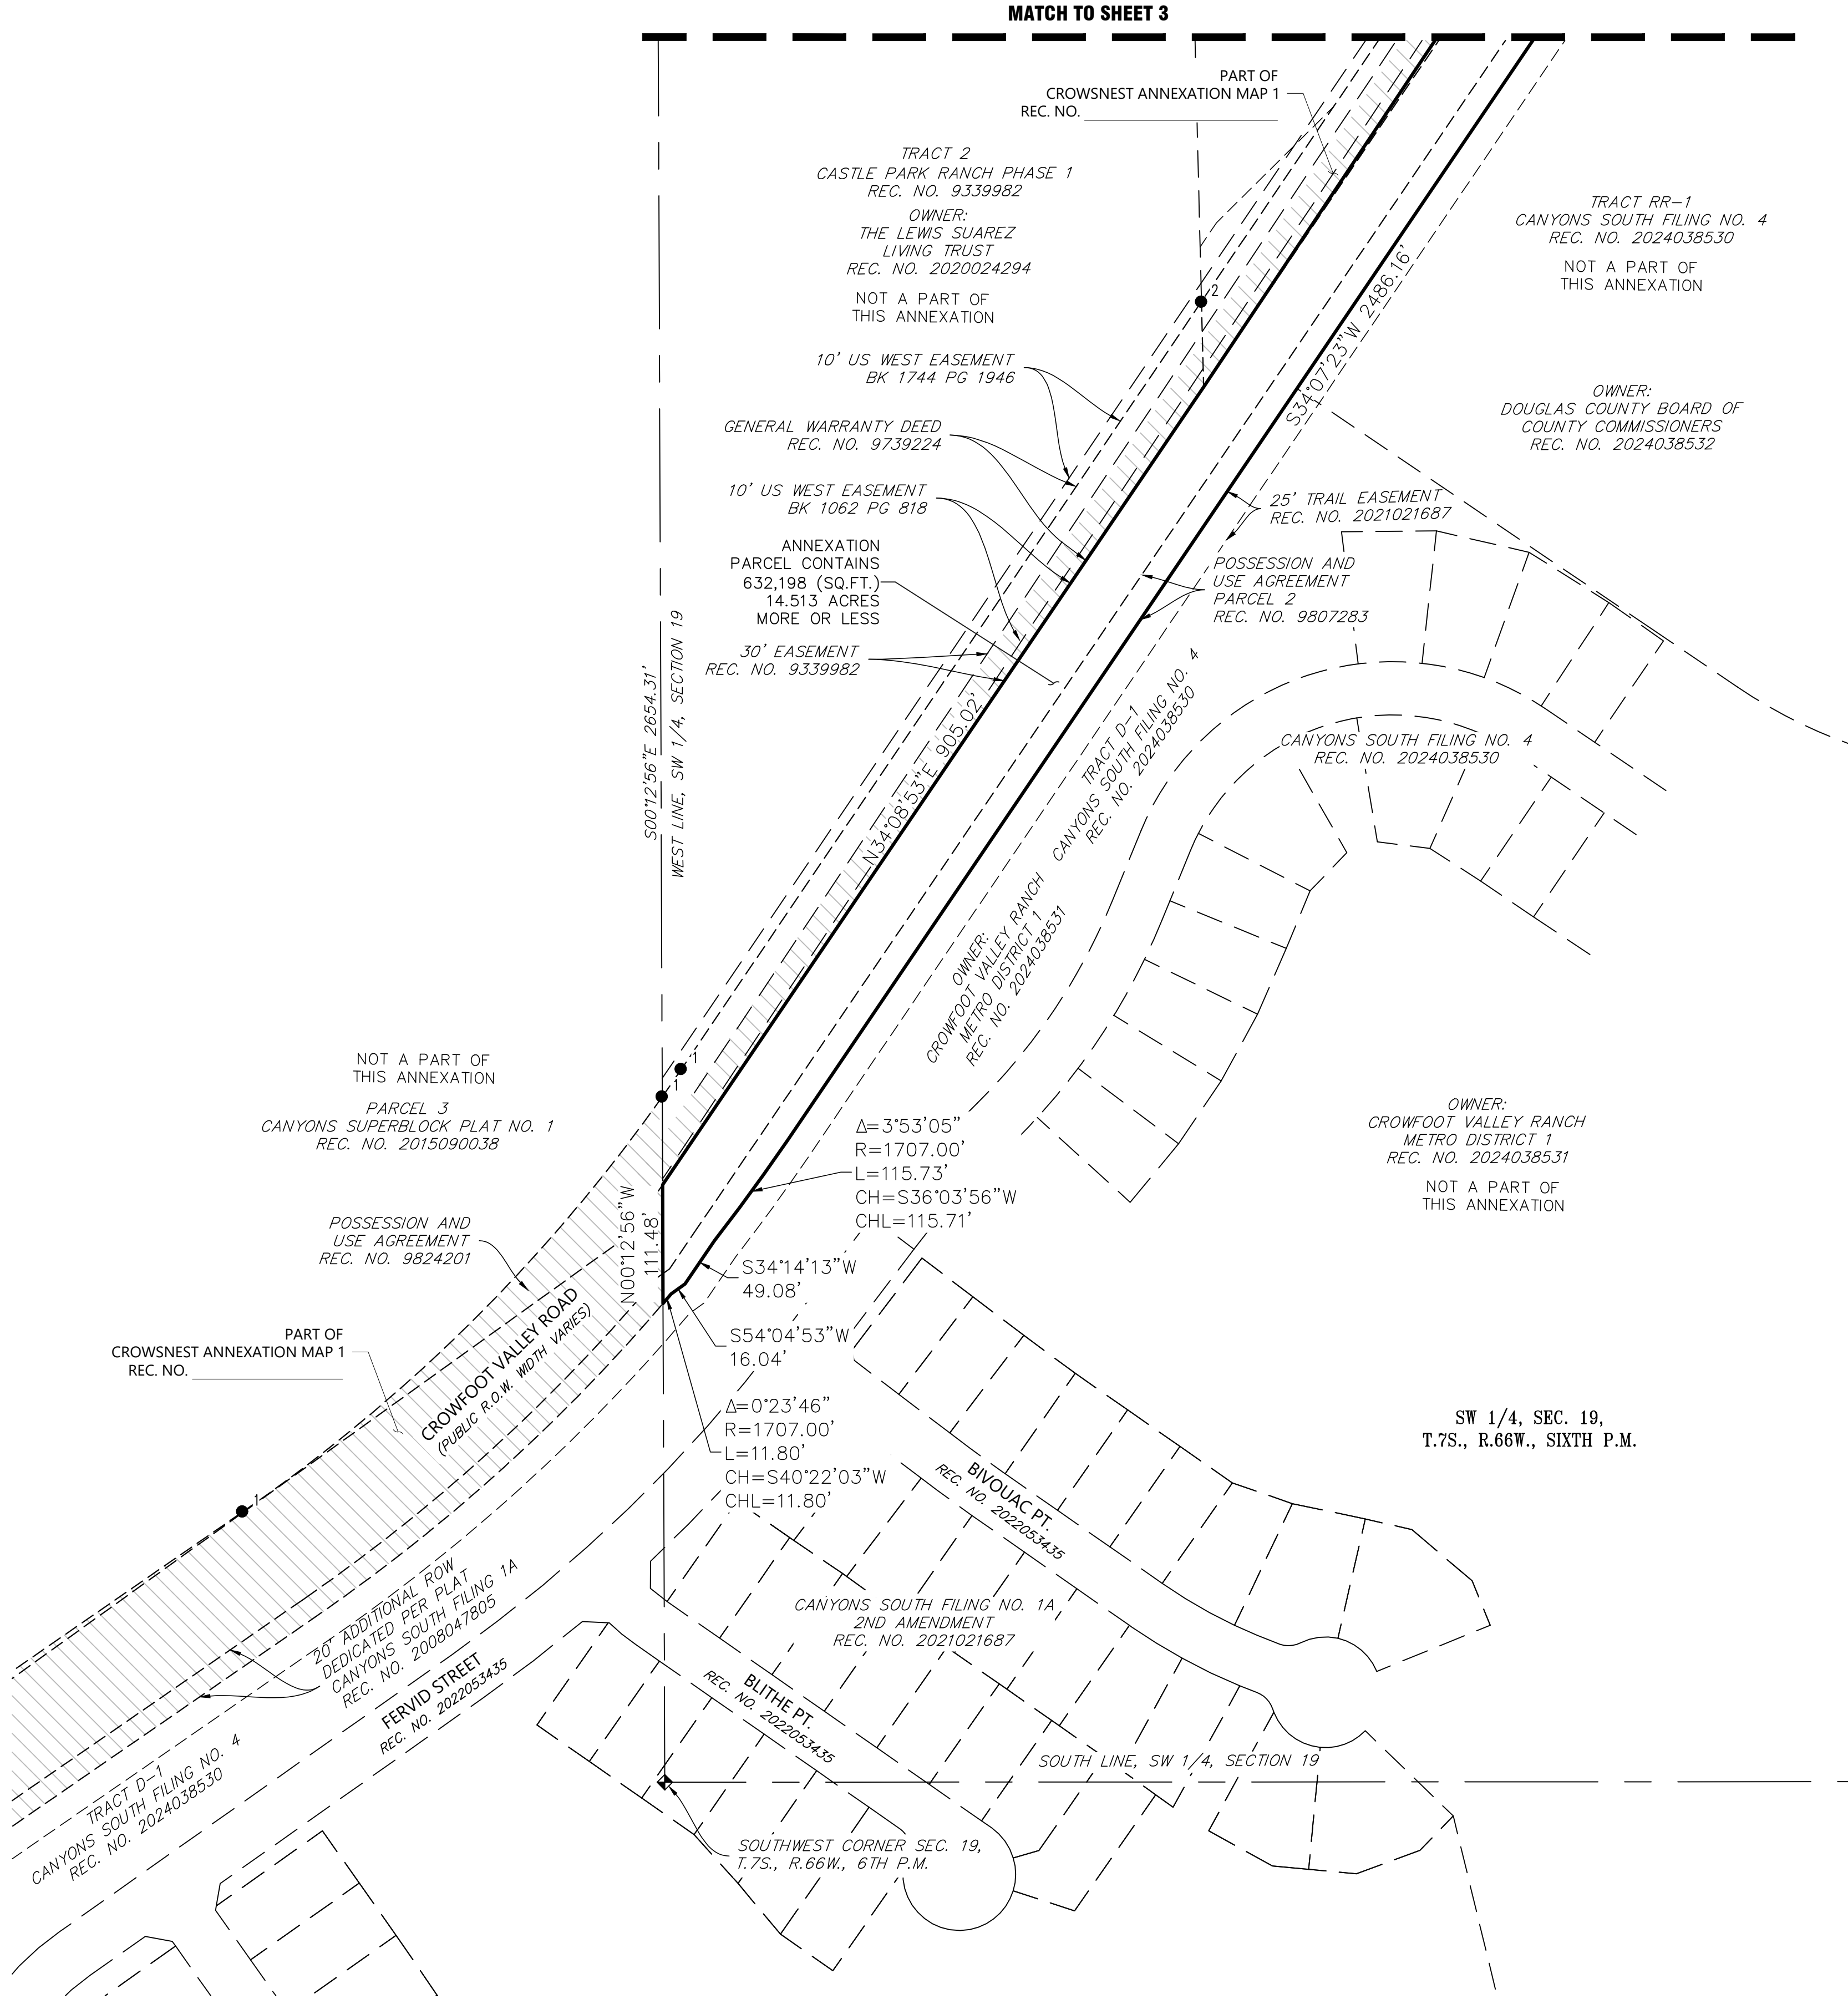 MATCH TO SHEET 3
PART OF
CROWSNEST ANNEXATION MAP 1
REC. NO.
TRACT 2
CASTLE PARK RANCH PHASE 1
REC. NO. 9339982
OWNER:
THE LEWIS SUAREZ
LIVING TRUST
REC. NO. 2020024294
NOT A PART OF
THIS ANNEXATION
TRACT RR-1
CANYONS SOUTH FILING NO. 4
REC. NO. 2024038530
NOT A PART OF
THIS ANNEXATION
2
S34°07'23"W 2486.16'
10' US WEST EASEMENT
BK 1744 PG 1946
OWNER:
DOUGLAS COUNTY BOARD OF
COUNTY COMMISSIONERS
REC. NO. 2024038532
GENERAL WARRANTY DEED
REC. NO. 9739224
10' US WEST EASEMENT
BK 1062 PG 818
25' TRAIL EASEMENT
REC. NO. 2021021687
ANNEXATION
PARCEL CONTAINS
632,198 (SQ.FT.)
14.513 ACRES
MORE OR LESS
POSSESSION AND
USE AGREEMENT
PARCEL 2
REC. NO. 9807283
30' EASEMENT
REC. NO. 9339982
S00°12'56"E 2654.31'
WEST LINE, SW 1/4, SECTION 19
N34°08'53"E 905.02'
TRACT D-1
CANYONS SOUTH FILING NO. 4
REC. NO. 2024038530
CANYONS SOUTH FILING NO. 4
REC. NO. 2024038530
OWNER:
CROWFOOT VALLEY RANCH
METRO DISTRICT 1
REC. NO. 2024038531
NOT A PART OF
THIS ANNEXATION
PARCEL 3
CANYONS SUPERBLOCK PLAT NO. 1
REC. NO. 2015090038
1
1
Δ=3°53'05"
R=1707.00'
L=115.73'
CH=S36°03'56"W
CHL=115.71'
OWNER:
CROWFOOT VALLEY RANCH
METRO DISTRICT 1
REC. NO. 2024038531
NOT A PART OF
THIS ANNEXATION
POSSESSION AND
USE AGREEMENT
REC. NO. 9824201
N00°12'56"W
111.48'
S34°14'13"W
49.08'
CROWFOOT VALLEY ROAD
(PUBLIC R.O.W. WIDTH VARIES)
PART OF
CROWSNEST ANNEXATION MAP 1
REC. NO.
S54°04'53"W
16.04'
Δ=0°23'46"
R=1707.00'
L=11.80'
CH=S40°22'03"W
CHL=11.80'
SW 1/4, SEC. 19,
T.7S., R.66W., SIXTH P.M.
1
BIVOUAC PT.
REC. NO. 2022053435
20' ADDITIONAL ROW
DEDICATED PER PLAT
CANYONS SOUTH FILING 1A
REC. NO. 2008047805
CANYONS SOUTH FILING NO. 1A
2ND AMENDMENT
REC. NO. 2021021687
FERVID STREET
REC. NO. 2022053435
BLITHE PT.
REC. NO. 2022053435
TRACT D-1
CANYONS SOUTH FILING NO. 4
REC. NO. 2024038530
SOUTH LINE, SW 1/4, SECTION 19
SOUTHWEST CORNER SEC. 19,
T.7S., R.66W., 6TH P.M.